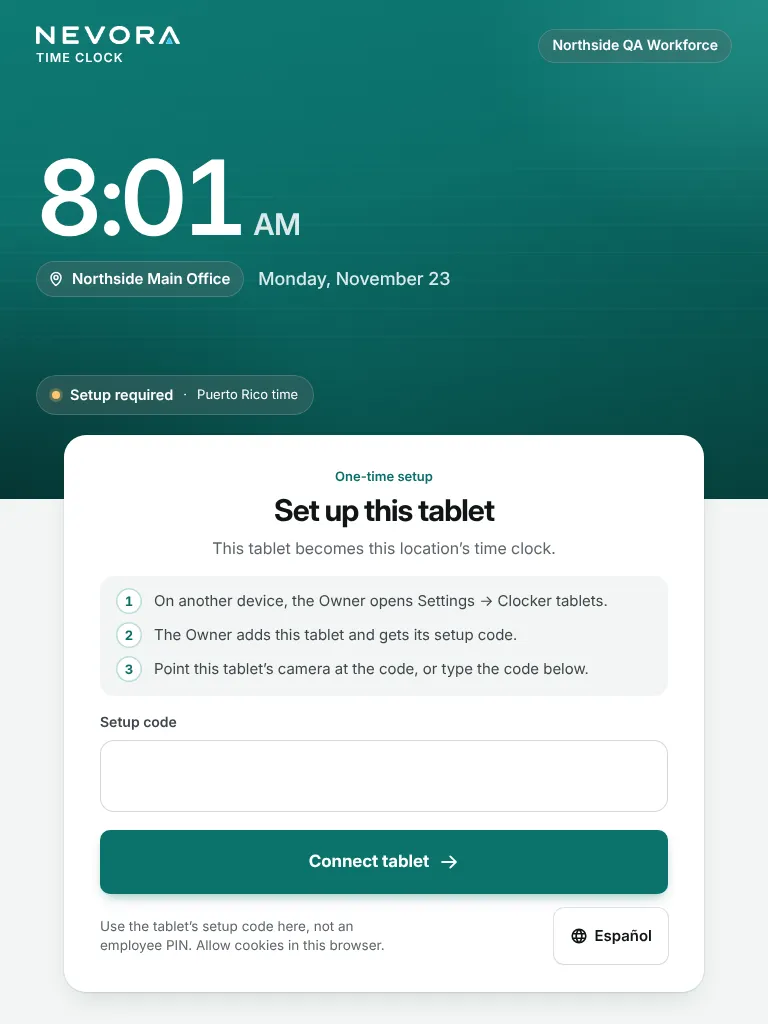 NEVORA
TIME CLOCK
Northside QA Workforce
8:01 AM
Northside Main Office
Monday, November 23
Setup required · Puerto Rico time
One-time setup
Set up this tablet
This tablet becomes this location’s time clock.
1 On another device, the Owner opens Settings → Clocker tablets.
2 The Owner adds this tablet and gets its setup code.
3 Point this tablet’s camera at the code, or type the code below.
Setup code
Connect tablet →
Use the tablet’s setup code here, not an
employee PIN. Allow cookies in this browser.
Español